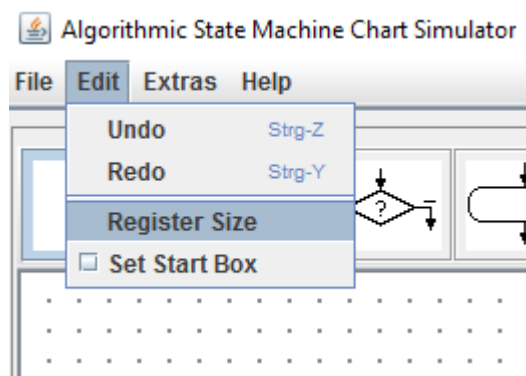 Algorithmic State Machine Chart Simulator
File Edit Extras Help
Undo Strg-Z
Redo Strg-Y
Register Size
Set Start Box
?